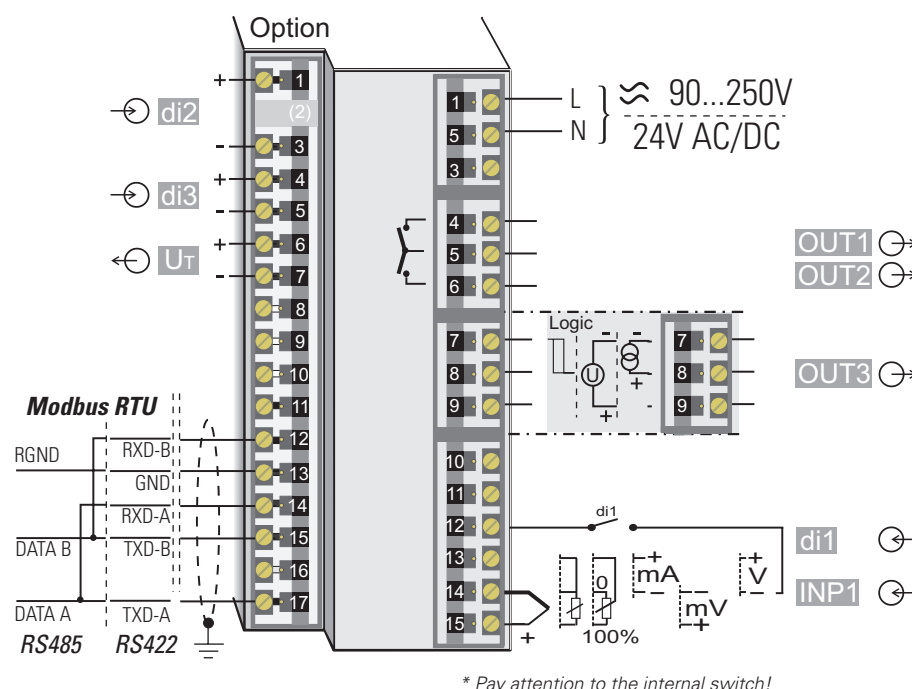 Option
+ 1
di2
(2)
- 3
+ 4
di3
- 5
+ 6
UT
- 7
8
9
10
11
12
13
14
15
16
17
Modbus RTU
RGND
RXD-B
GND
RXD-A
DATA B
TXD-B
DATA A
TXD-A
RS485
RS422
1
5
3
4
5
6
7
8
9
10
11
12
13
14
15
L
N
≈ 90...250V
24V AC/DC
OUT1
OUT2
Logic
- -
U
+
+
-
7
8
9
OUT3
di1
di1
INP1
+
0
100%
+
mA
-
-
mV
+
+
V
-
* Pay attention to the internal switch!